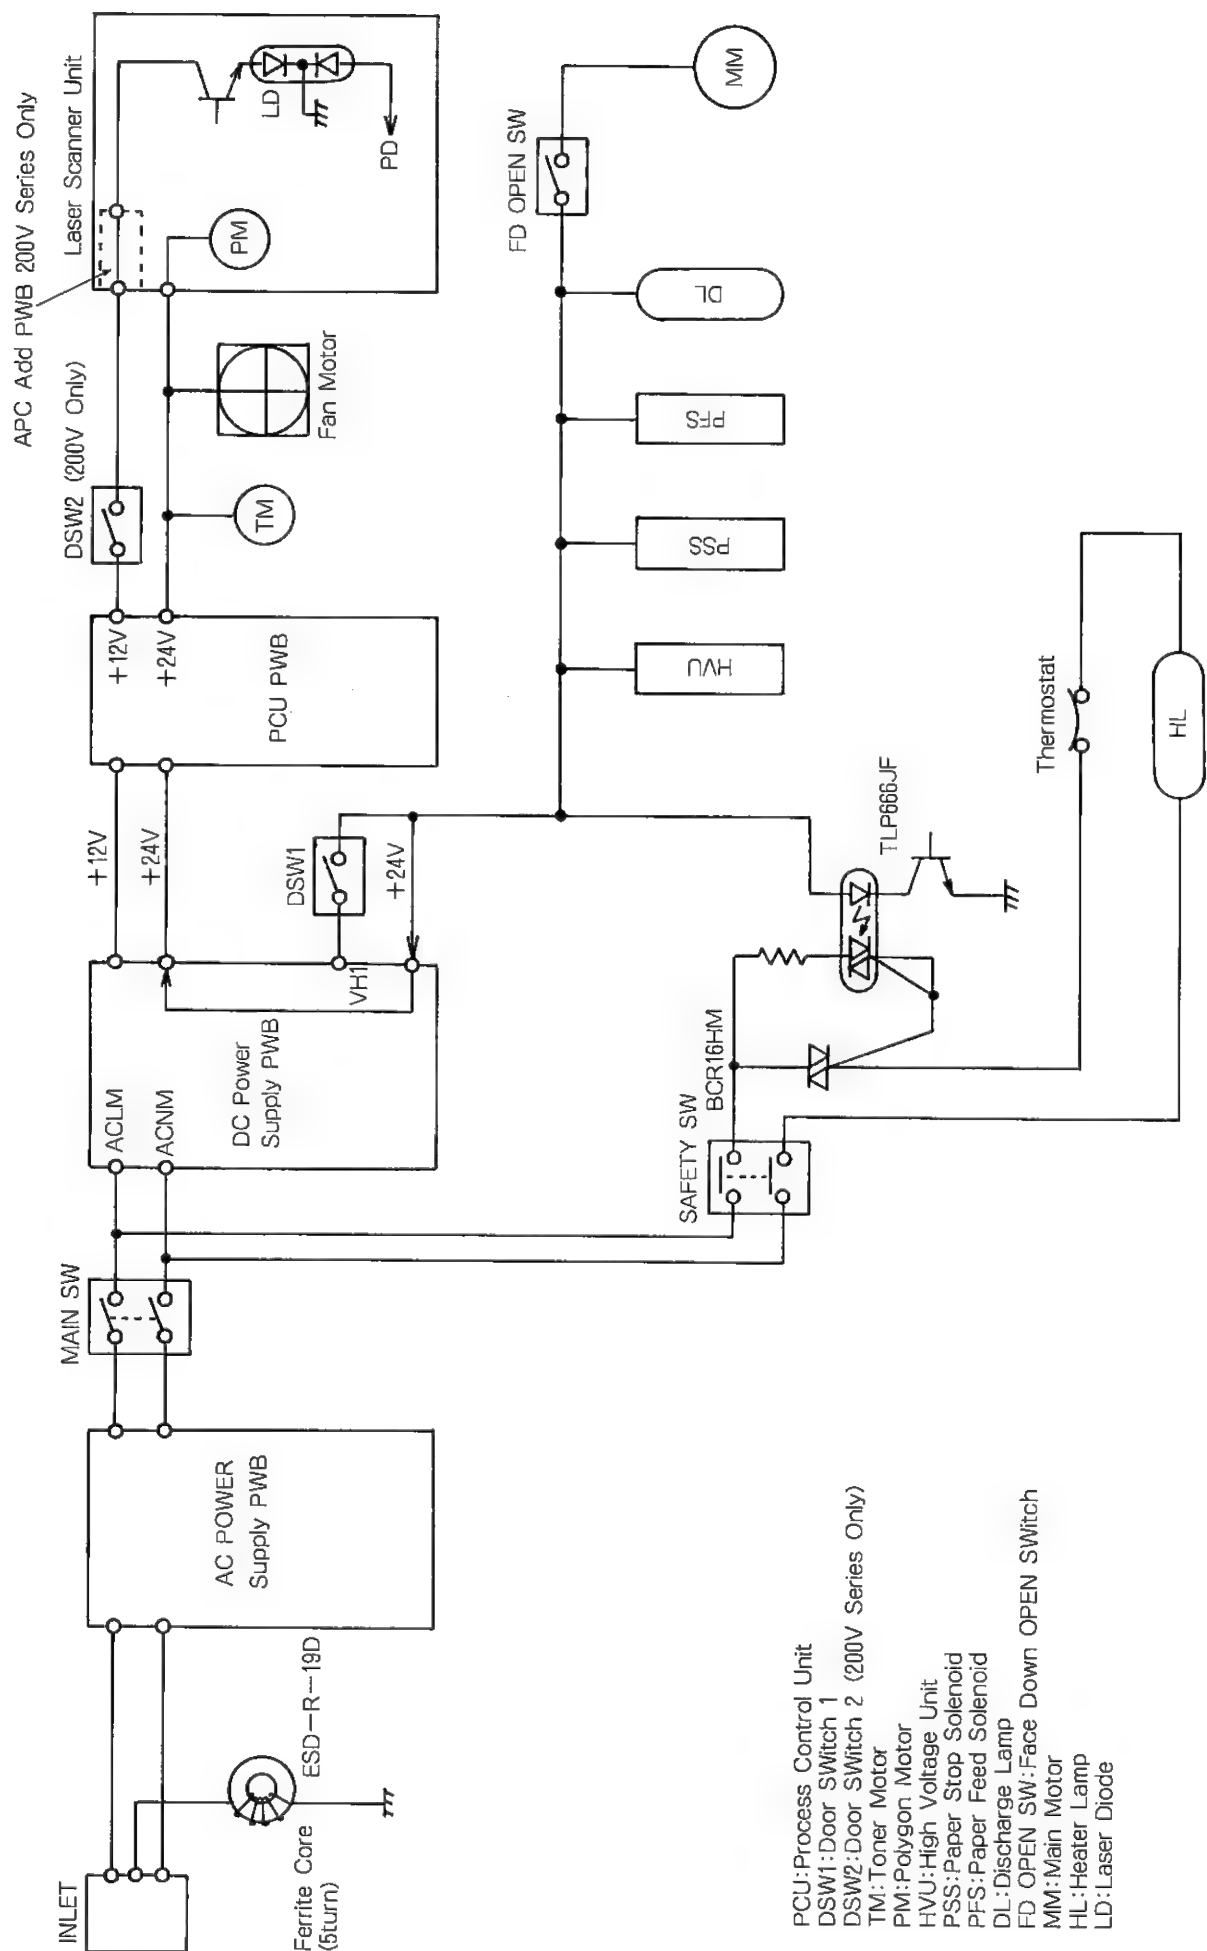 INLET
Ferrite Core
(5turn)
ESD-R-19D
AC POWER
Supply PWB
MAIN SW
ACLM
ACNM
DC Power
Supply PWB
VH1
DSW1
+24V
+12V
+24V
+12V
+24V
PCU PWB
DSW2 (200V Only)
TM
Fan Motor
APC Add PWB 200V Series Only
Laser Scanner Unit
PM
LD
PD
FD OPEN SW
MM
HVU
PSS
PFS
DL
SAFETY SW
BCR16HM
TLP666JF
Thermostat
HL
PCU:Process Control Unit
DSW1:Door SWitch 1
DSW2:Door SWitch 2 (200V Series Only)
TM:Toner Motor
PM:Polygon Motor
HVU:High Voltage Unit
PSS:Paper Stop Solenoid
PFS:Paper Feed Solenoid
DL:Discharge Lamp
FD OPEN SW:Face Down OPEN SWitch
MM:Main Motor
HL:Heater Lamp
LD:Laser Diode